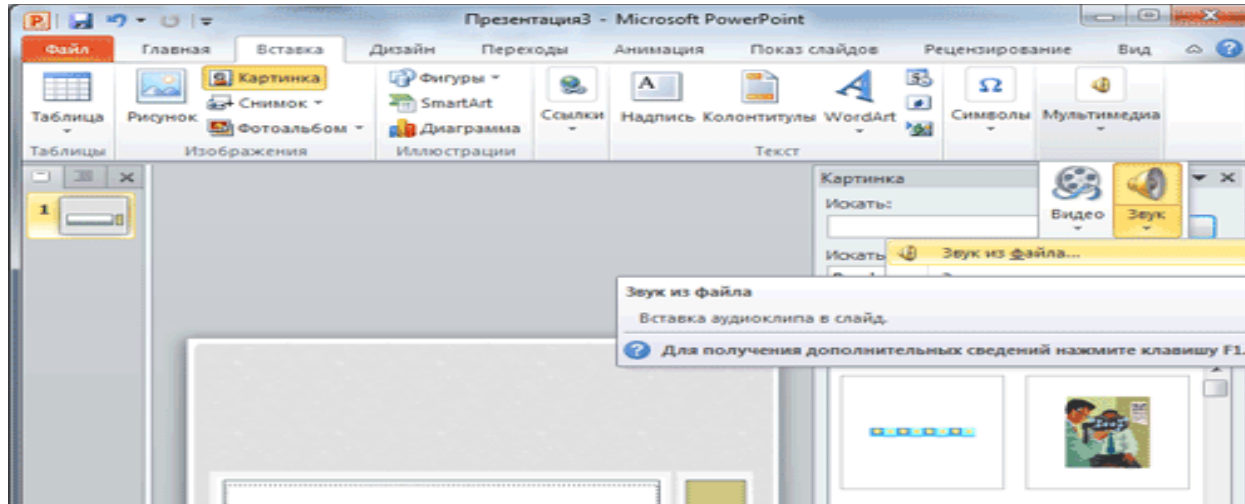 Презентация3 - Microsoft PowerPoint
Файл Главная Вставка Дизайн Переходы Анимация Показ слайдов Рецензирование Вид
Таблица
Рисунок
Картинка
Снимок
Фотоальбом
Фигуры
SmartArt
Диаграмма
Ссылки
Надпись
Колонтитулы
WordArt
Символы
Мультимедиа
Таблицы Изображения Иллюстрации Текст
1
Картинка
Искать:
Видео
Звук
Искать
Звук из файла...
Звук из файла
Вставка аудиоклипа в слайд.
Для получения дополнительных сведений нажмите клавишу F1.